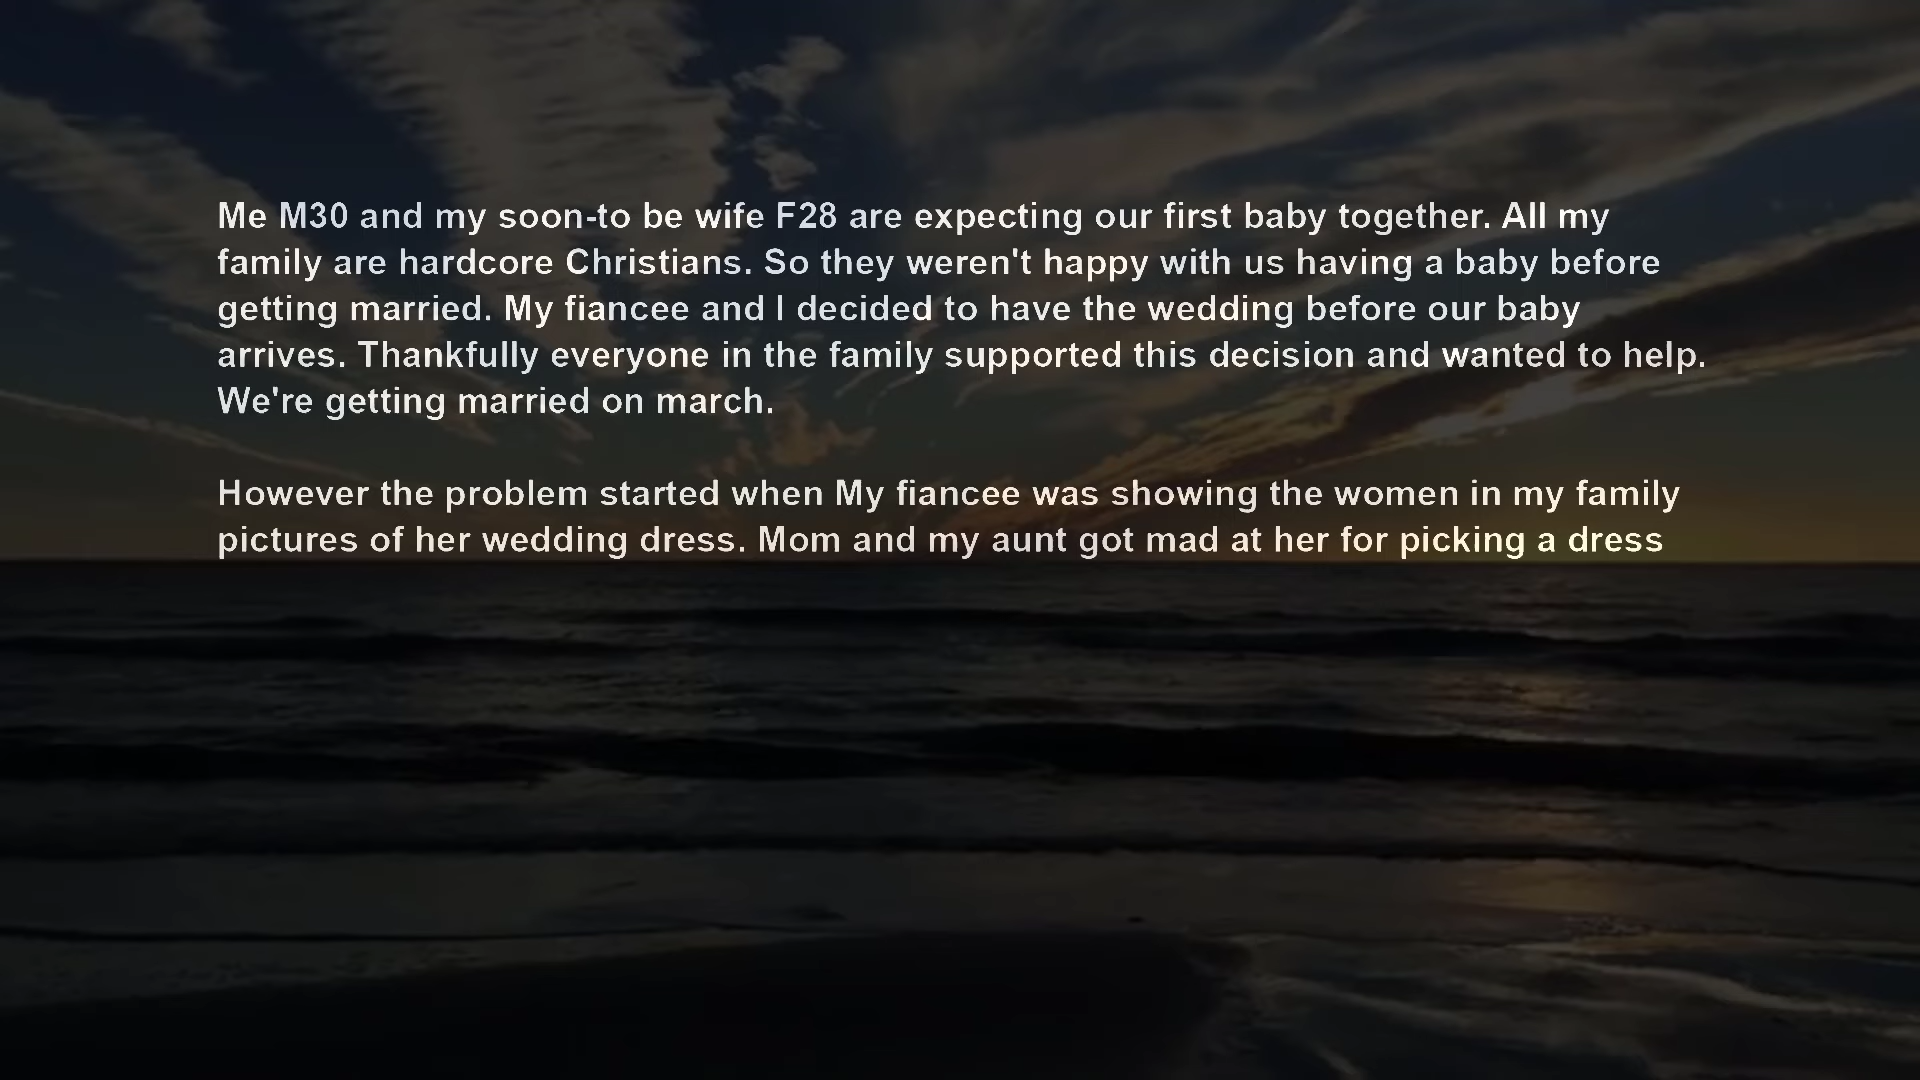 Me M30 and my soon-to be wife F28 are expecting our first baby together. All my
family are hardcore Christians. So they weren't happy with us having a baby before
getting married. My fiancee and I decided to have the wedding before our baby
arrives. Thankfully everyone in the family supported this decision and wanted to help.
We're getting married on march.
However the problem started when My fiancee was showing the women in my family
pictures of her wedding dress. Mom and my aunt got mad at her for picking a dress